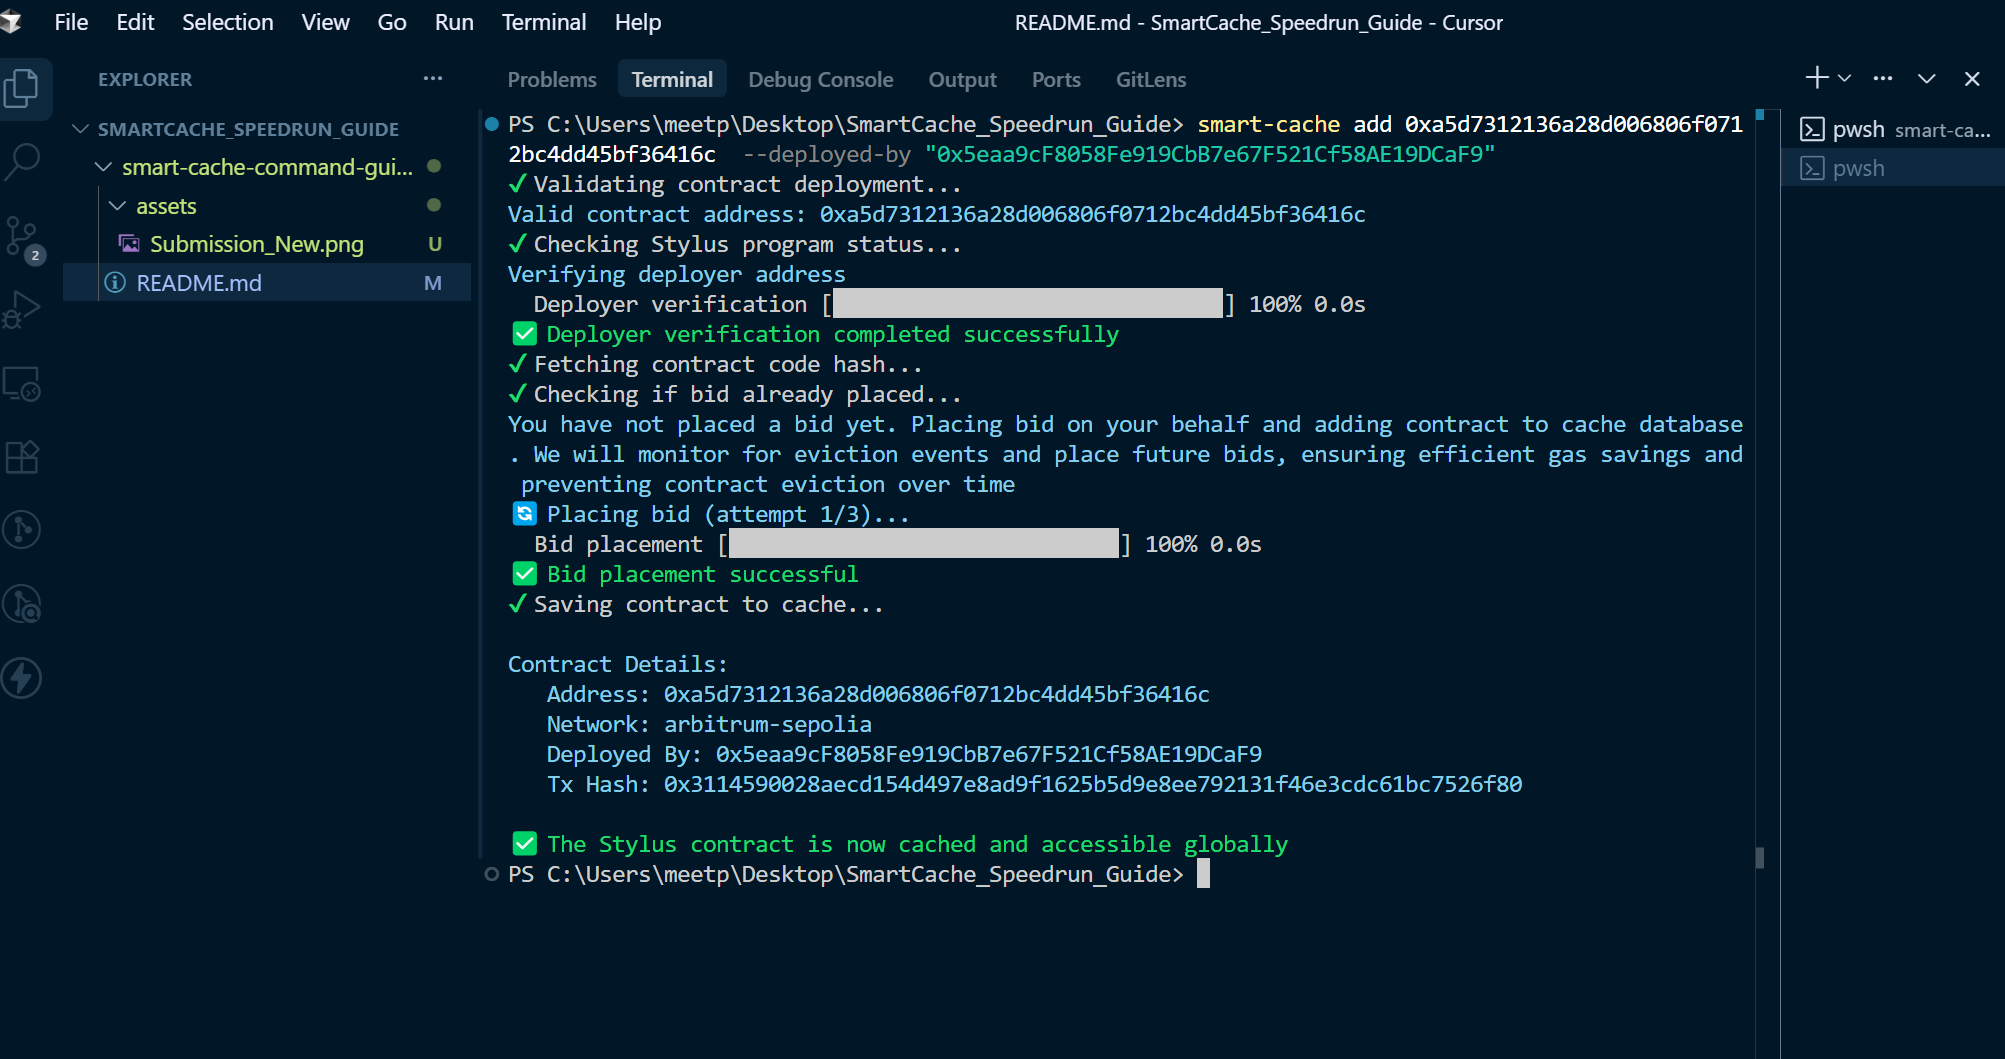 File Edit Selection View Go Run Terminal Help
README.md - SmartCache_Speedrun_Guide - Cursor
EXPLORER
SMARTCACHE_SPEEDRUN_GUIDE
smart-cache-command-gui...
assets
Submission_New.png U
README.md M
2
Problems Terminal Debug Console Output Ports GitLens
PS C:\Users\meetp\Desktop\SmartCache_Speedrun_Guide> smart-cache add 0xa5d7312136a28d006806f071
2bc4dd45bf36416c --deployed-by "0x5eaa9cF8058Fe919CbB7e67F521Cf58AE19DCaF9"
✓ Validating contract deployment...
Valid contract address: 0xa5d7312136a28d006806f0712bc4dd45bf36416c
✓ Checking Stylus program status...
Verifying deployer address
Deployer verification [ ] 100% 0.0s
✅ Deployer verification completed successfully
✓ Fetching contract code hash...
✓ Checking if bid already placed...
You have not placed a bid yet. Placing bid on your behalf and adding contract to cache database
. We will monitor for eviction events and place future bids, ensuring efficient gas savings and
preventing contract eviction over time
🔄 Placing bid (attempt 1/3)...
Bid placement [ ] 100% 0.0s
✅ Bid placement successful
✓ Saving contract to cache...
Contract Details:
Address: 0xa5d7312136a28d006806f0712bc4dd45bf36416c
Network: arbitrum-sepolia
Deployed By: 0x5eaa9cF8058Fe919CbB7e67F521Cf58AE19DCaF9
Tx Hash: 0x3114590028aecd154d497e8ad9f1625b5d9e8ee792131f46e3cdc61bc7526f80
✅ The Stylus contract is now cached and accessible globally
PS C:\Users\meetp\Desktop\SmartCache_Speedrun_Guide>
pwsh smart-ca...
pwsh